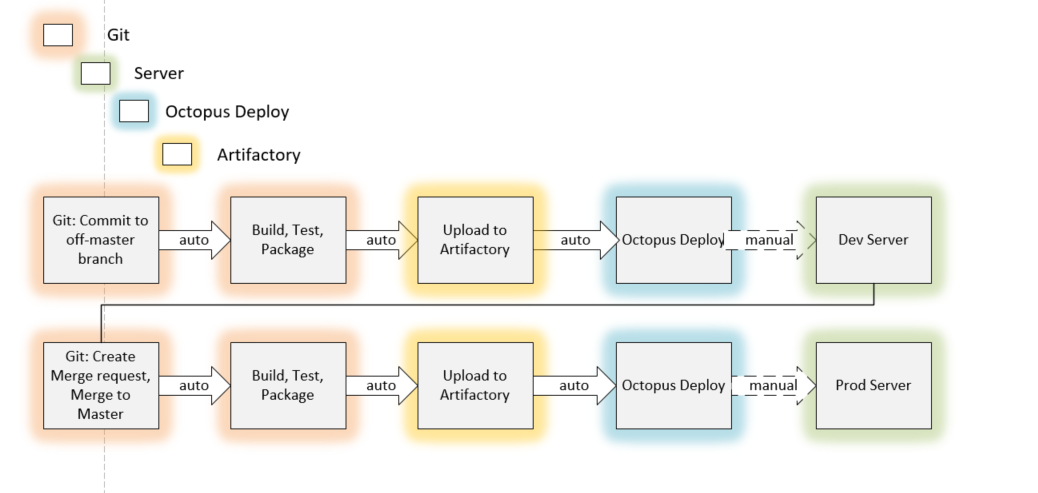 Git
Server
Octopus Deploy
Artifactory
Git: Commit to
off-master
branch
auto
Build, Test,
Package
auto
Upload to
Artifactory
auto
Octopus Deploy
manual
Dev Server
Git: Create
Merge request,
Merge to
Master
auto
Build, Test,
Package
auto
Upload to
Artifactory
auto
Octopus Deploy
manual
Prod Server